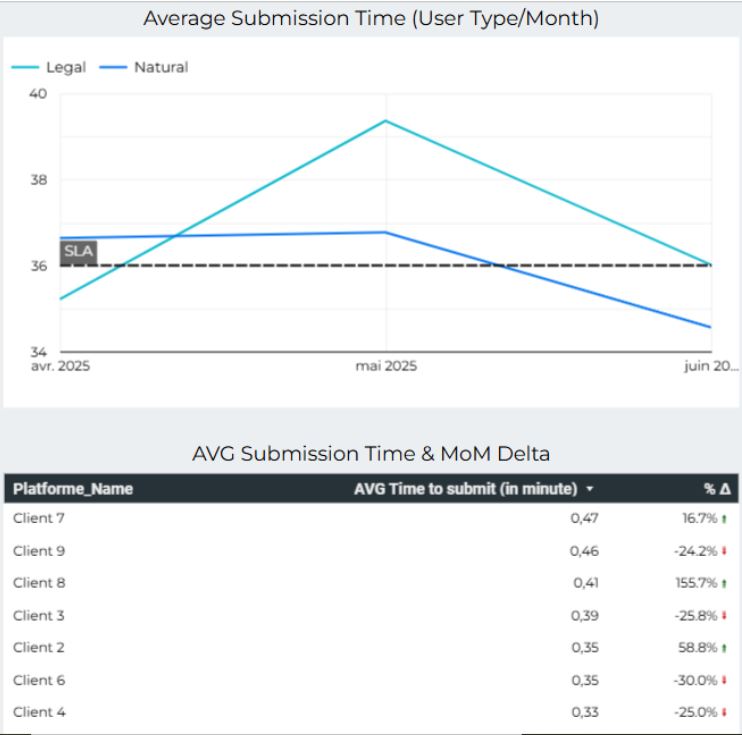 Average Submission Time (User Type/Month)
Legal Natural
40
38
SLA
36
34
avr. 2025 mai 2025 juin 20...
AVG Submission Time & MoM Delta
Platforme_Name AVG Time to submit (in minute) % Δ
Client 7 0,47 16.7%
Client 9 0,46 -24.2%
Client 8 0,41 155.7%
Client 3 0,39 -25.8%
Client 2 0,35 58.8%
Client 6 0,35 -30.0%
Client 4 0,33 -25.0%